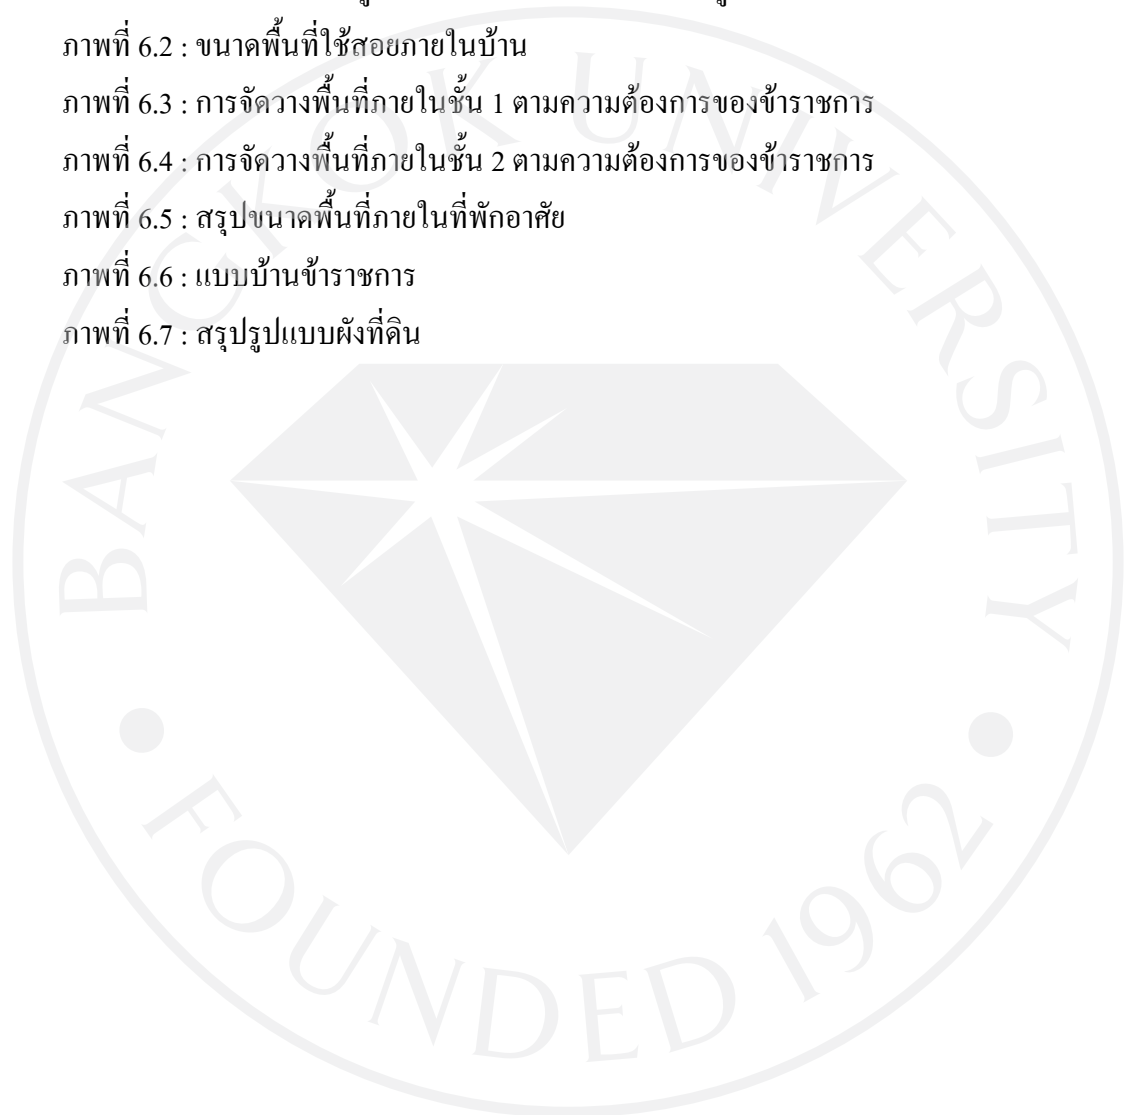 ภาพที่ 6.2 : ขนาดพื้นที่ใช้สอยภายในบ้าน
ภาพที่ 6.3 : การจัดวางพื้นที่ภายในชั้น 1 ตามความต้องการของข้าราชการ
ภาพที่ 6.4 : การจัดวางพื้นที่ภายในชั้น 2 ตามความต้องการของข้าราชการ
ภาพที่ 6.5 : สรุปขนาดพื้นที่ภายในที่พักอาศัย
ภาพที่ 6.6 : แบบบ้านข้าราชการ
ภาพที่ 6.7 : สรุปรูปแบบผังที่ดิน
BANGKOK UNIVERSITY
FOUNDED 1962